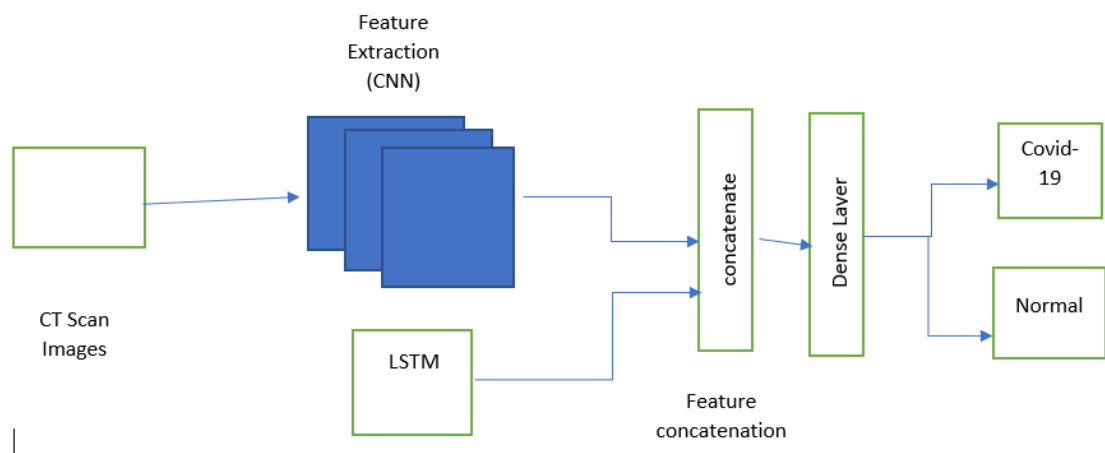 Feature
Extraction
(CNN)
CT Scan
Images
LSTM
concatenate
Feature
concatenation
Dense Layer
Covid-
19
Normal